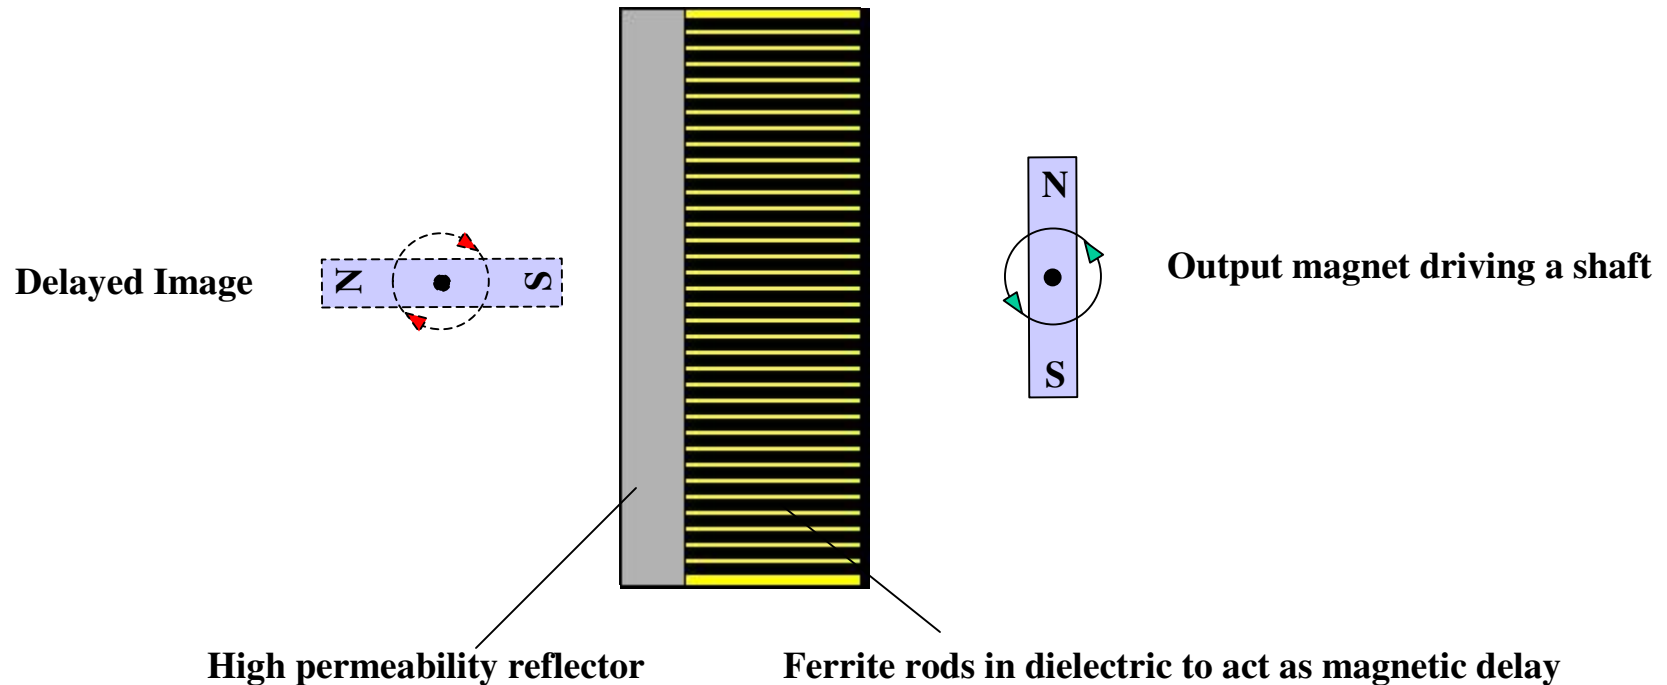 N
N
S
Delayed Image
Output magnet driving a shaft
S
High permeability reflector
Ferrite rods in dielectric to act as magnetic delay